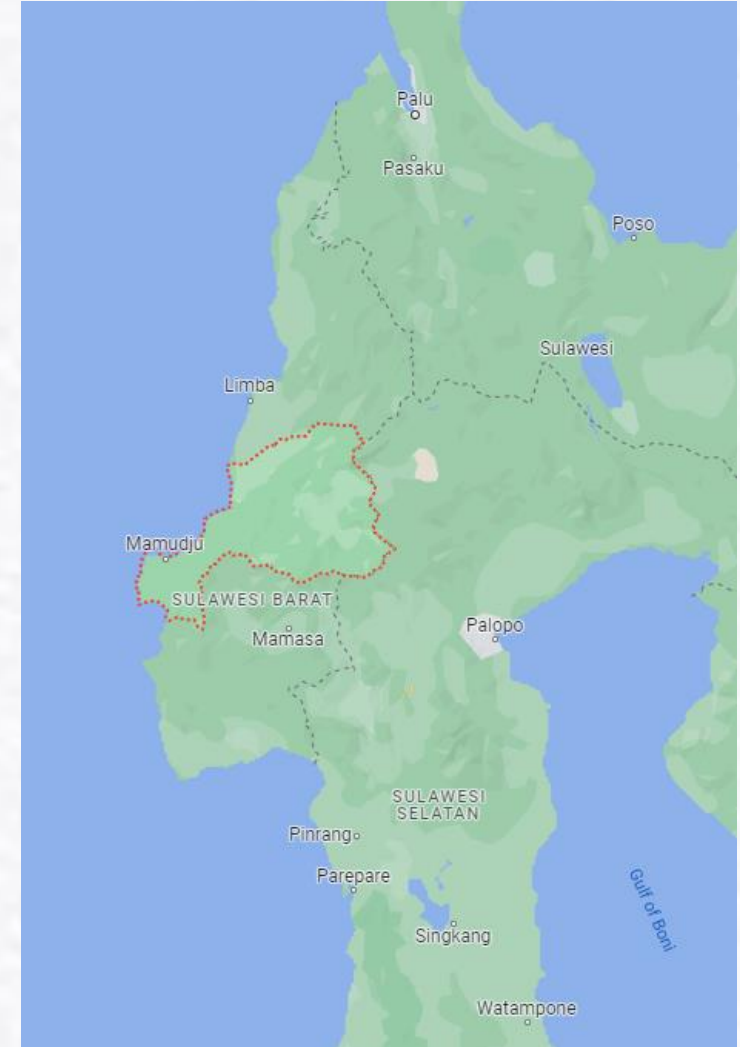 Palu
Pasaku
Poso
Sulawesi
Limba
Mamudju
SULAWESI BARAT
Mamasa
Palopo
SULAWESI
SELATAN
Pinrang
Parepare
Gulf of Boni
Singkang
Watampone